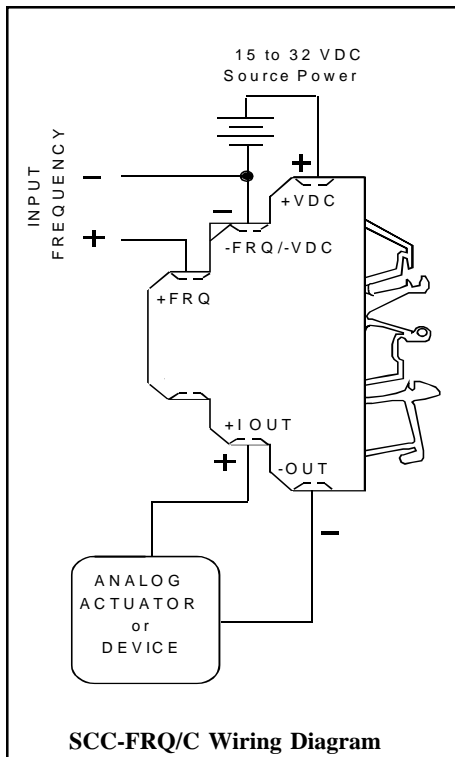 15 to 32 VDC
Source Power
INPUT
FREQUENCY
-
+
+
+VDC
-
-FRQ/-VDC
+FRQ
+I OUT
+
-OUT
-
ANALOG
ACTUATOR
or
DEVICE
SCC-FRQ/C Wiring Diagram